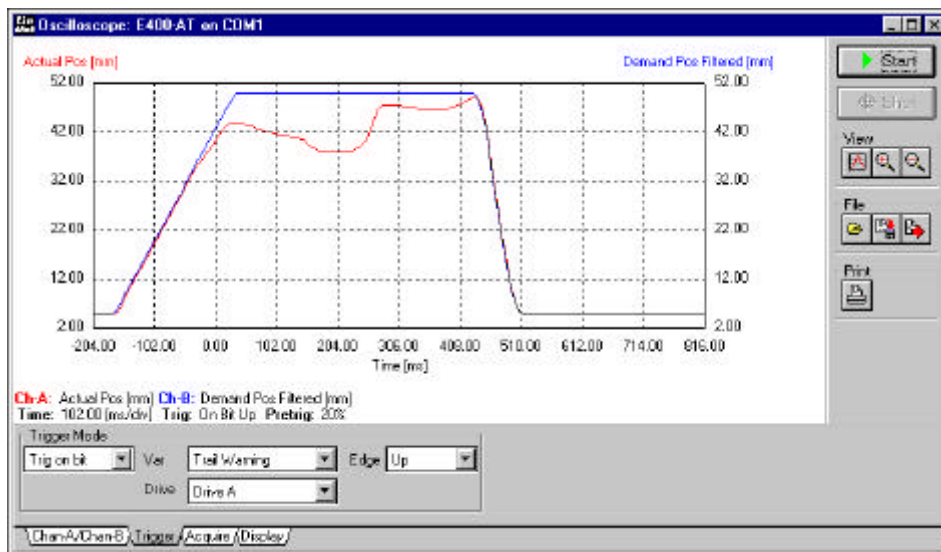 Oscilloscope: E400-AT on COM1
Actual Pos [mm]
Demand Pos Filtered [mm]
52.00
42.00
32.00
22.00
12.00
2.00
52.00
42.00
32.00
22.00
12.00
2.00
-204.00 -102.00 0.00 102.00 204.00 306.00 408.00 510.00 612.00 714.00 816.00
Time [ms]
Ch-A: Actual Pos [mm] Ch-B: Demand Pos Filtered [mm]
Time: 102.00 [ms/div] Trig: On Bit Up Pretrig: 20%
Start
View
File
Print
Trigger Mode
Trig on bit Var Trail Warning Edge Up
Drive Drive A
Chan-A/Chan-B Trigger Acquire Display